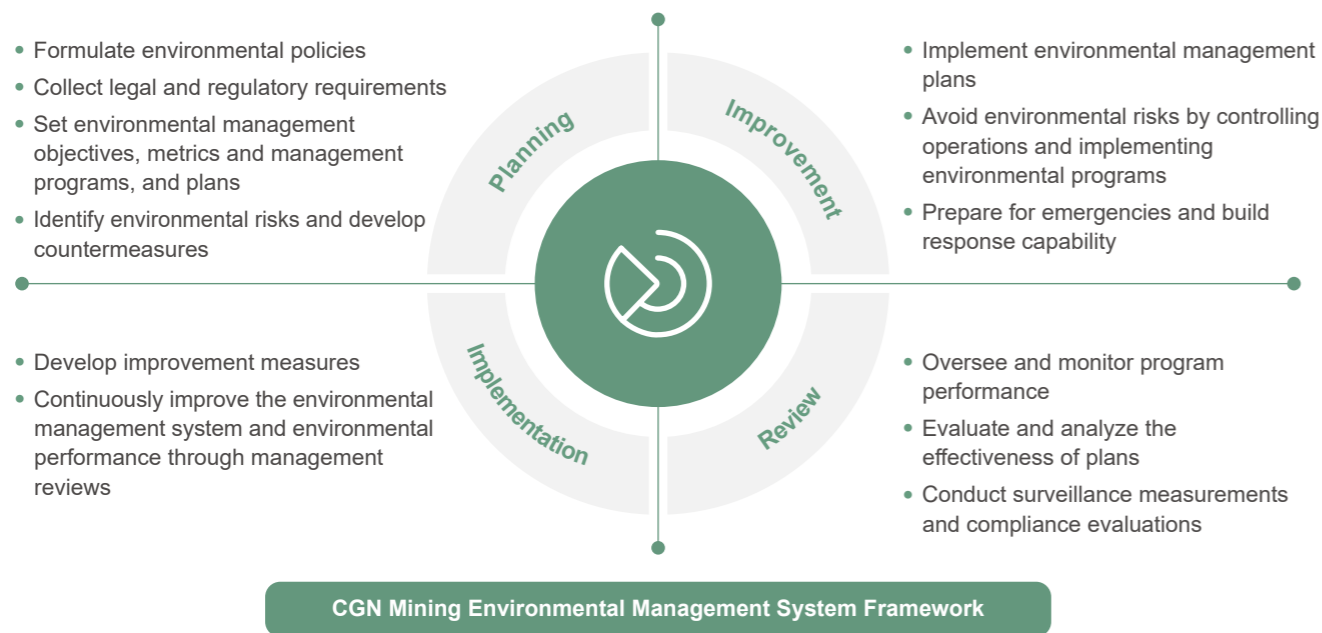 • Formulate environmental policies
• Collect legal and regulatory requirements
• Set environmental management
objectives, metrics and management
programs, and plans
• Identify environmental risks and develop
countermeasures
Planning
Improvement
• Implement environmental management
plans
• Avoid environmental risks by controlling
operations and implementing
environmental programs
• Prepare for emergencies and build
response capability
• Develop improvement measures
• Continuously improve the environmental
management system and environmental
performance through management
reviews
Implementation
Review
• Oversee and monitor program
performance
• Evaluate and analyze the
effectiveness of plans
• Conduct surveillance measurements
and compliance evaluations
CGN Mining Environmental Management System Framework